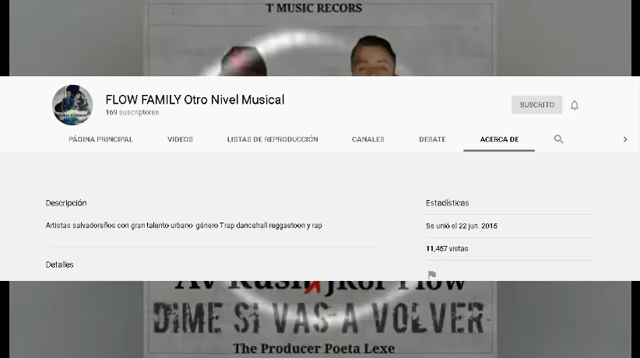 T MUSIC RECORS
FLOW FAMILY Otro Nivel Musical
169 suscriptores
SUSCRITO
PÁGINA PRINCIPAL VIDEOS LISTAS DE REPRODUCCIÓN CANALES DEBATE ACERCA DE
Descripción
Artistas salvadoreños con gran talento urbano género Trap dancehall reggaetoon y rap
Detalles
Estadísticas
Se unió el 22 jun. 2015
11,467 vistas
Flow
DIME SI VAS A VOLVER
The Producer Poeta Lexe